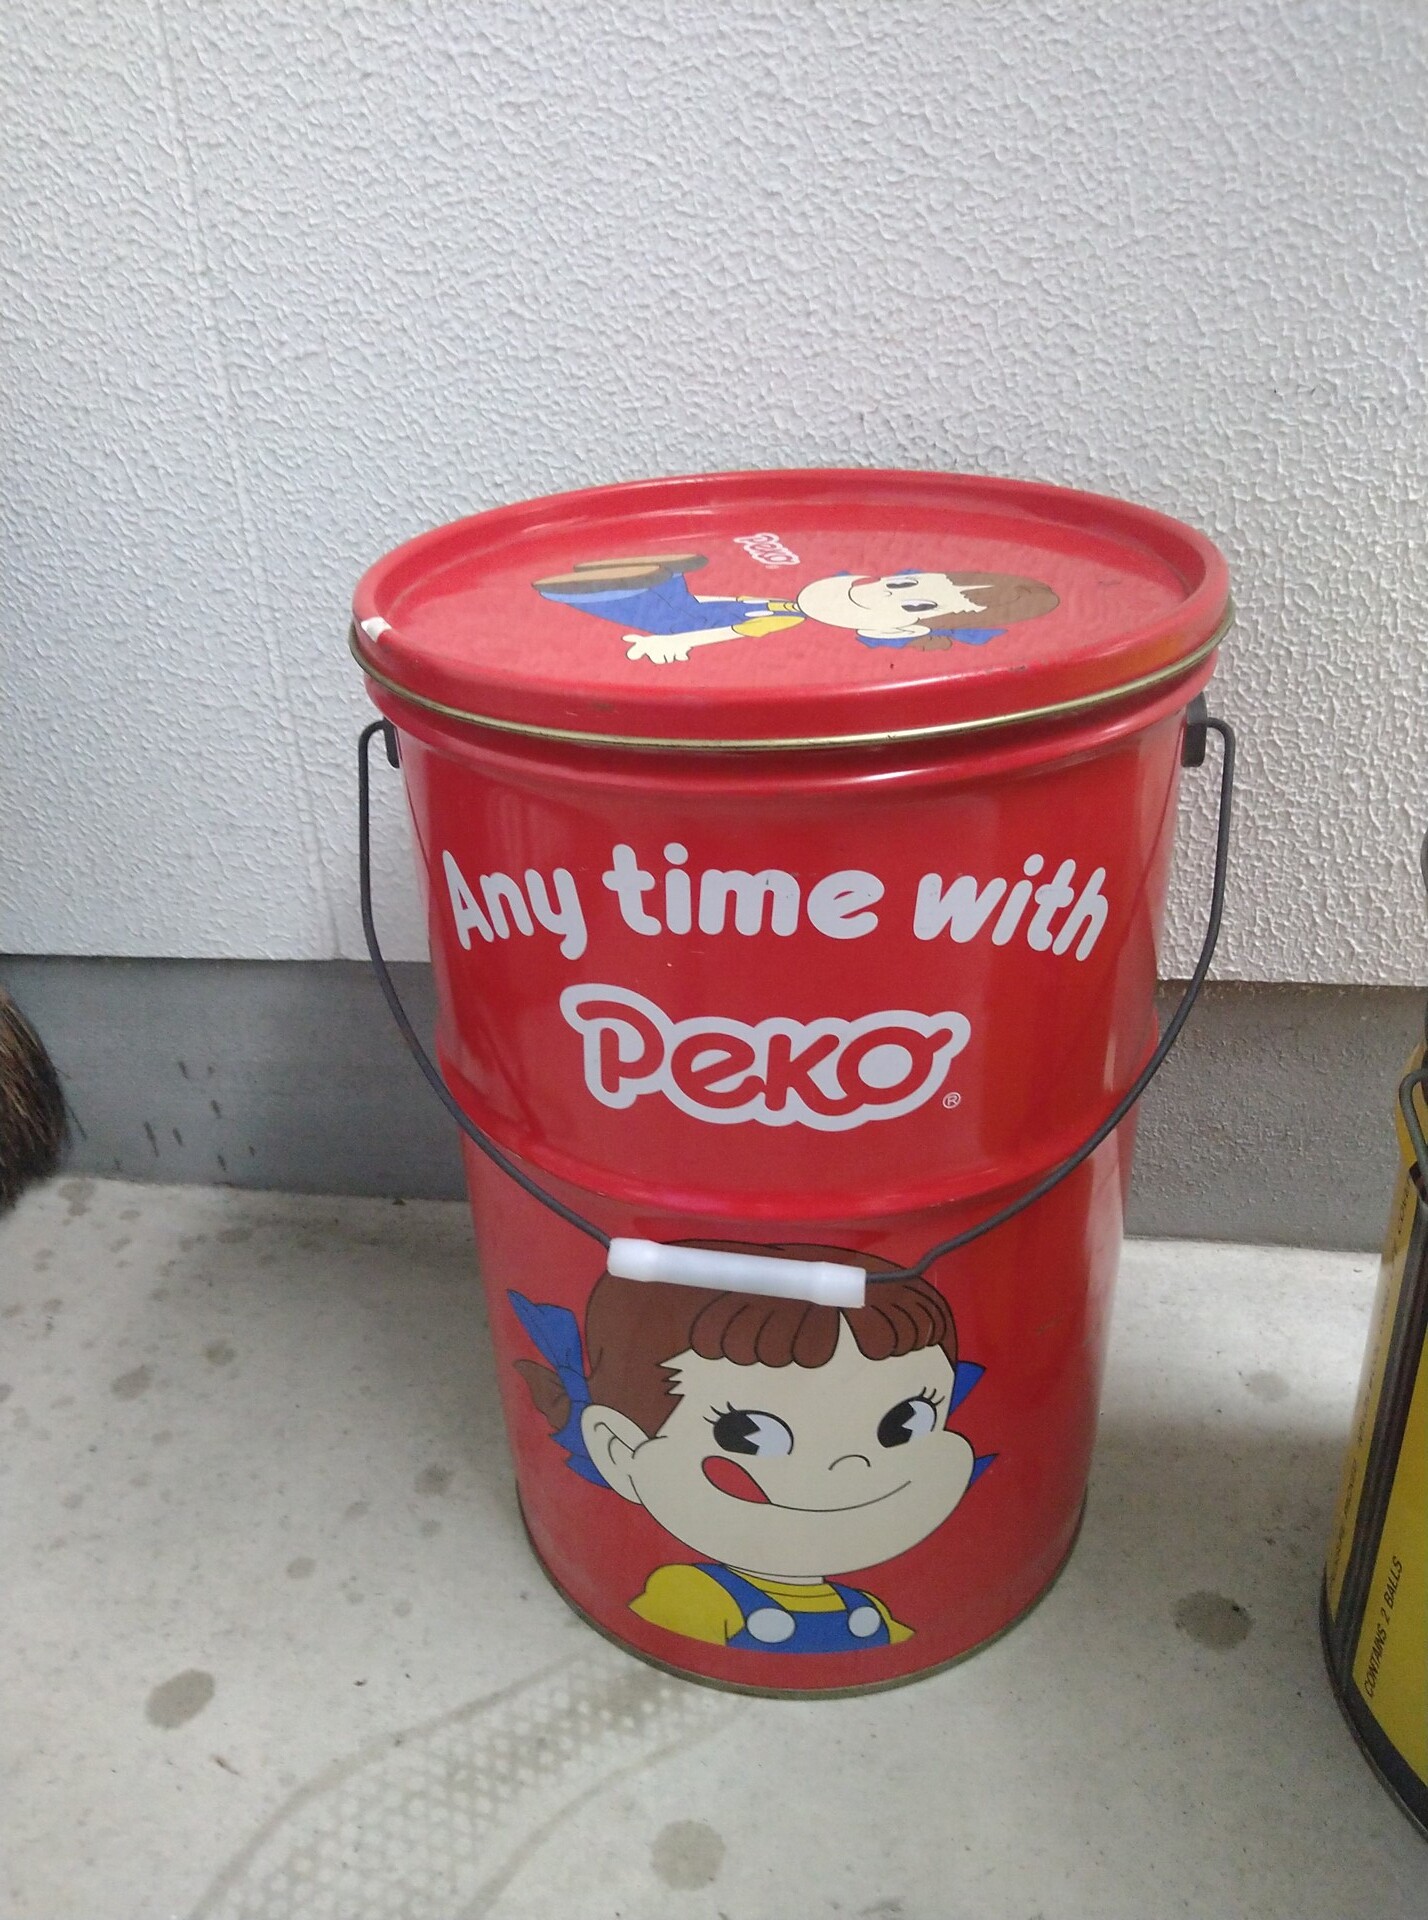 Peko
Any time with
Peko®
CONTAINS 2 BALLS